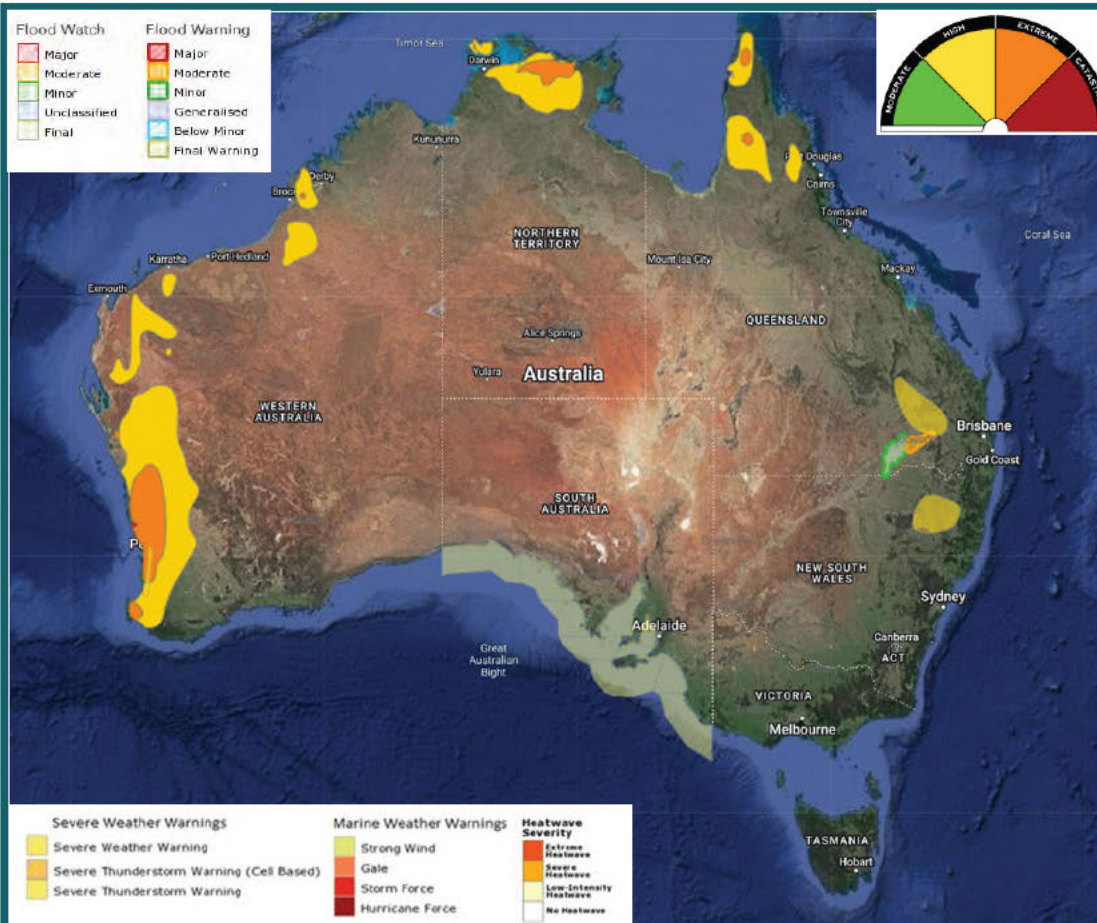 Flood Watch
Major
Moderate
Minor
Unclassified
Final
Flood Warning
Major
Moderate
Minor
Generalised
Below Minor
Final Warning
MODERATE
HIGH
EXTREME
CATAST
Timor Sea
Darwin
Kununurra
Derby
Broo
Port Douglas
Cairns
Townsville
City
Coral Sea
NORTHERN
TERRITORY
Karratha
Port Hedland
Mount Isa City
Mackay
Exmouth
QUEENSLAND
Alice Springs
Yulara
Australia
WESTERN
AUSTRALIA
Brisbane
Gold Coast
SOUTH
AUSTRALIA
NEW SOUTH
WALES
Sydney
Adelaide
Canberra
ACT
Great
Australian
Bight
VICTORIA
Melbourne
TASMANIA
Hobart
Severe Weather Warnings
Severe Weather Warning
Severe Thunderstorm Warning (Cell Based)
Severe Thunderstorm Warning
Marine Weather Warnings
Strong Wind
Gale
Storm Force
Hurricane Force
Heatwave
Severity
Extreme
Heatwave
Severe
Heatwave
Low-Intensity
Heatwave
No Heatwave